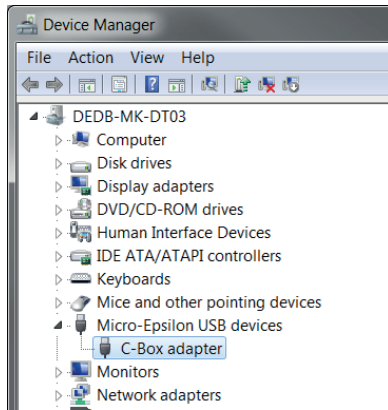 Device Manager
File Action View Help
DEDB-MK-DT03
Computer
Disk drives
Display adapters
DVD/CD-ROM drives
Human Interface Devices
IDE ATA/ATAPI controllers
Keyboards
Mice and other pointing devices
Micro-Epsilon USB devices
C-Box adapter
Monitors
Network adapters